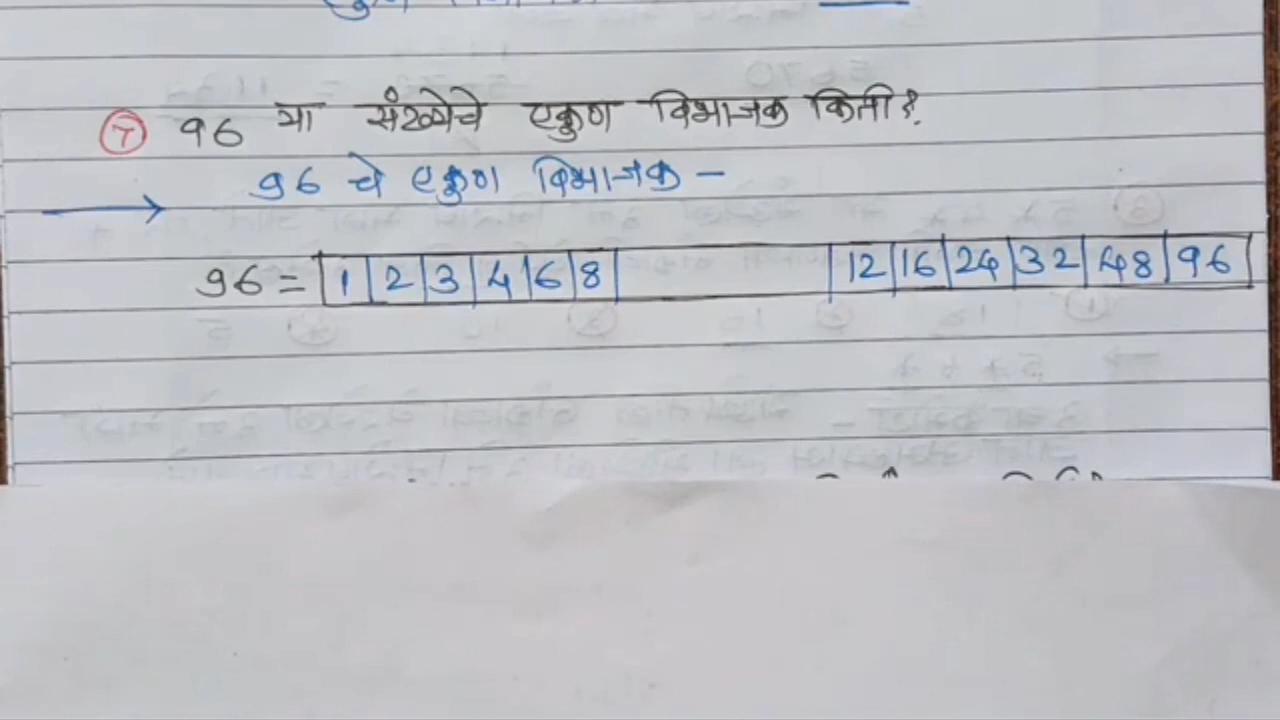 ७ 96 या संख्येचे एकुण विभाजक किती?
→ 96 चे एकुण विभाजक –
96 = 1 2 3 4 6 8 12 16 24 32 48 96